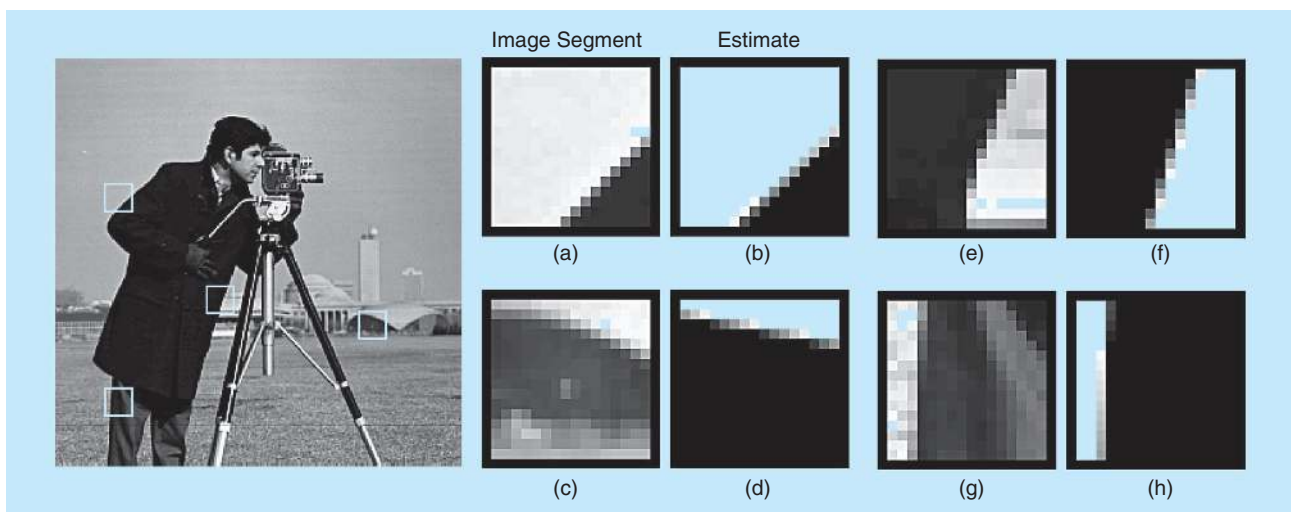 Image Segment Estimate
(a) (b) (e) (f)
(c) (d) (g) (h)